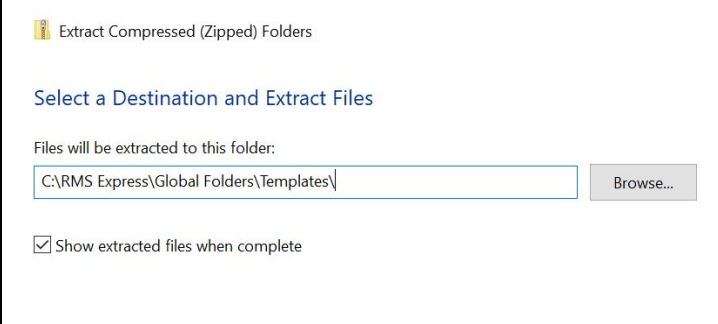 Extract Compressed (Zipped) Folders
Select a Destination and Extract Files
Files will be extracted to this folder:
C:\RMS Express\Global Folders\Templates\
Browse...
Show extracted files when complete